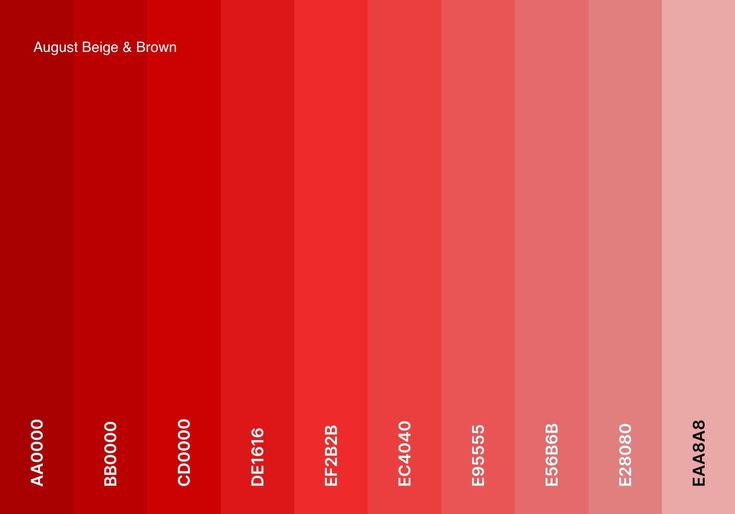 August Beige & Brown
AA0000
BB0000
CD0000
DE1616
EF2B2B
EC4040
E95555
E56B6B
E28080
EAA8A8